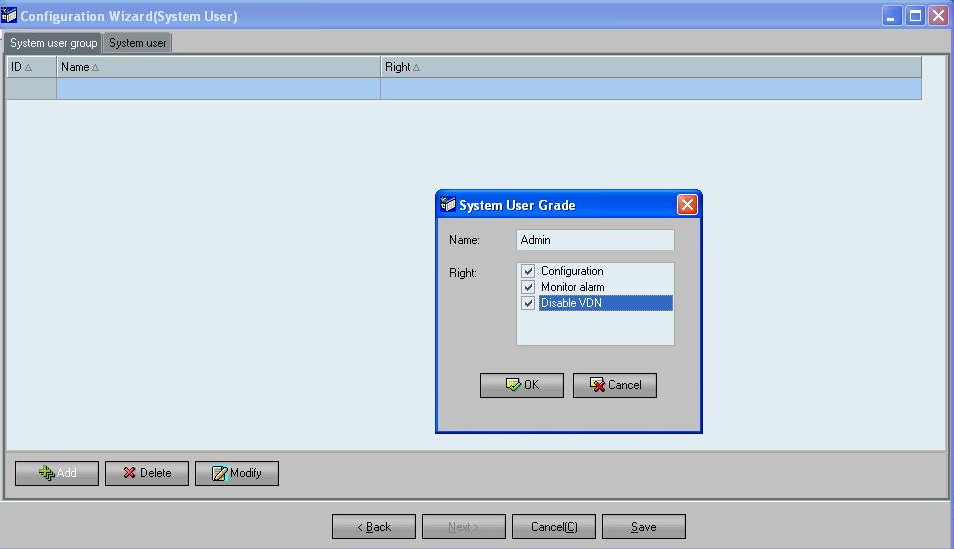 Configuration Wizard(System User)
System user group System user
ID Name Right
System User Grade
Name: Admin
Right: Configuration
Monitor alarm
Disable VDN
OK Cancel
Add Delete Modify
< Back Next > Cancel(C) Save